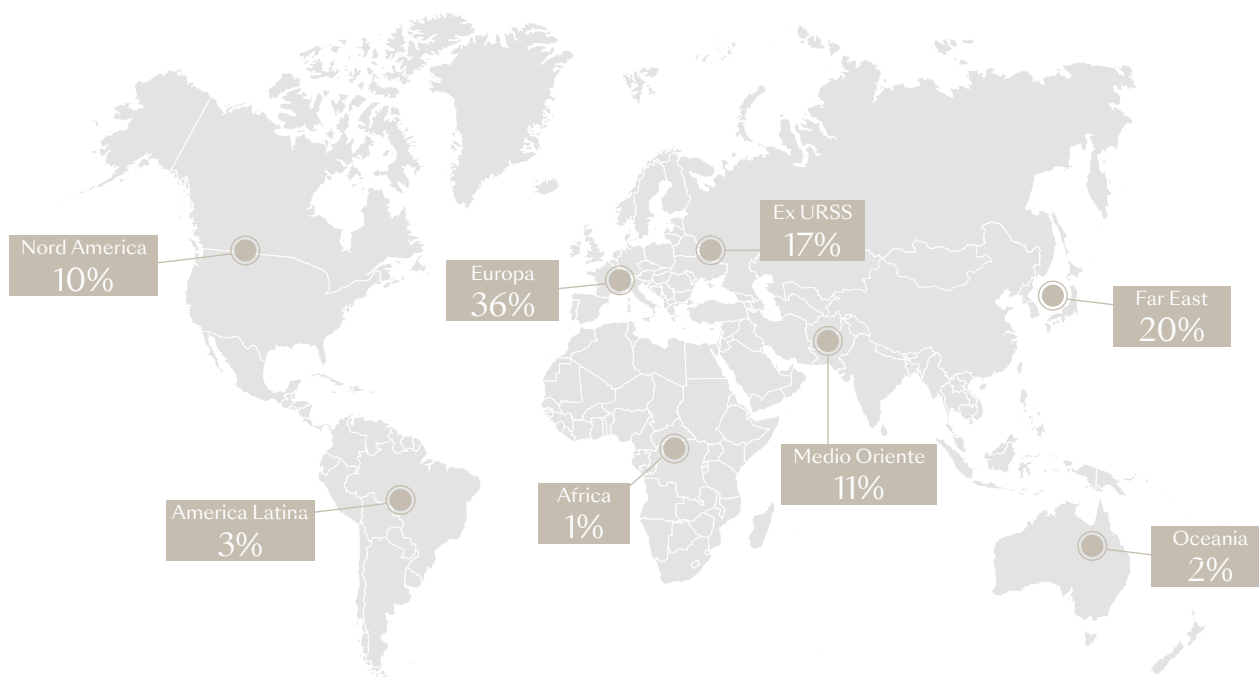 Ex URSS
17%
Nord America
10%
Europa
36%
Far East
20%
Medio Oriente
11%
Africa
1%
America Latina
3%
Oceania
2%